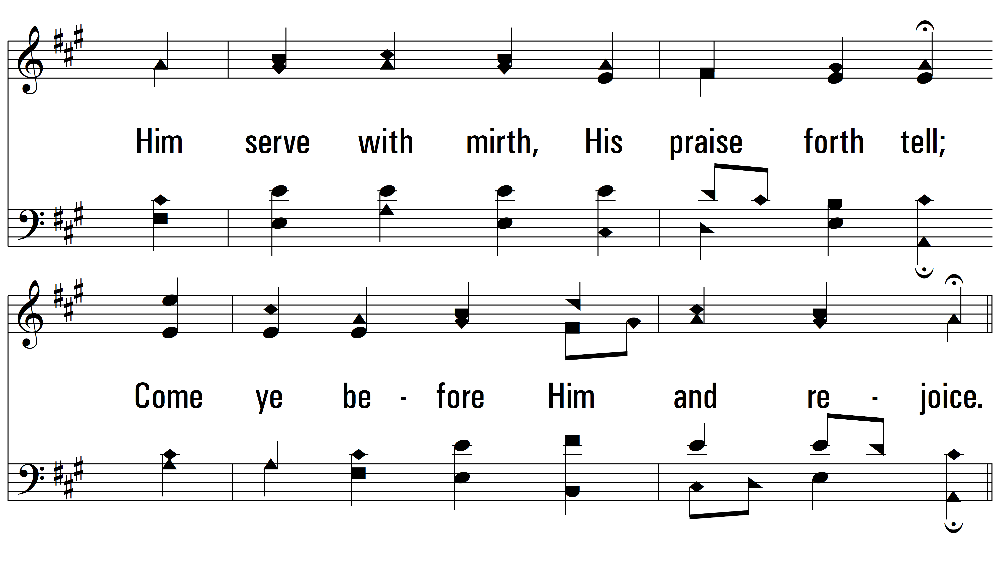 Him serve with mirth, His praise forth tell;
Come ye be - fore Him and re - joice.